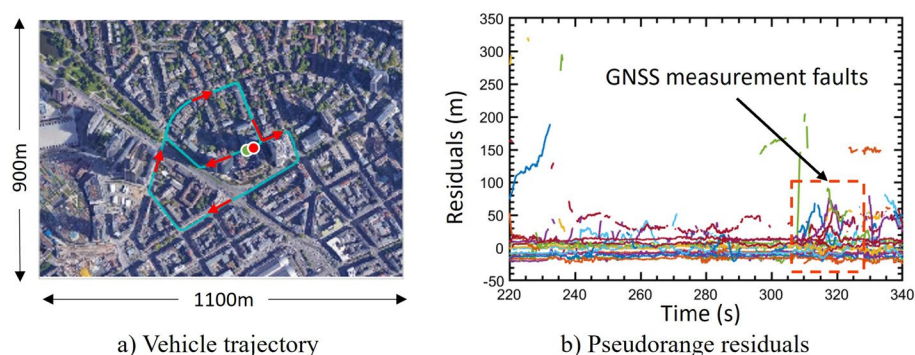 900m
1100m
a) Vehicle trajectory
350
300
250
200
150
100
50
0
-50
Residuals (m)
GNSS measurement faults
220 240 260 280 300 320 340
Time (s)
b) Pseudorange residuals